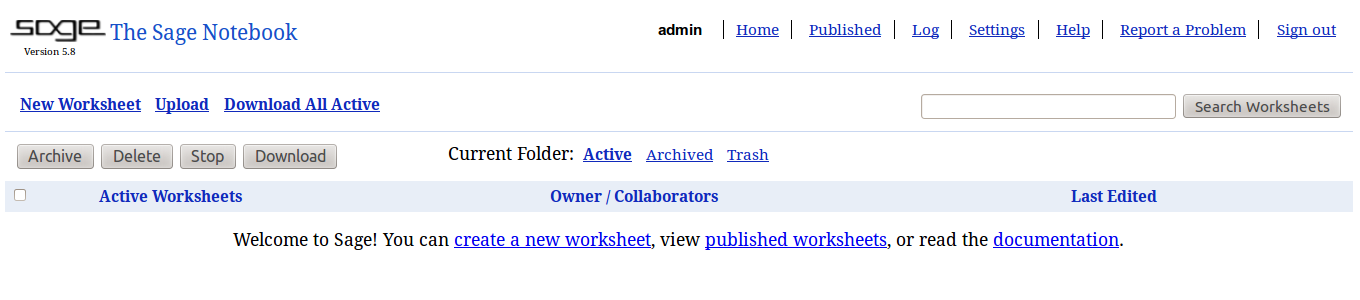 sage The Sage Notebook admin Home Published Log Settings Help Report a Problem Sign out
Version 5.8
New Worksheet Upload Download All Active Search Worksheets
Archive Delete Stop Download Current Folder: Active Archived Trash
Active Worksheets Owner / Collaborators Last Edited
Welcome to Sage! You can create a new worksheet, view published worksheets, or read the documentation.